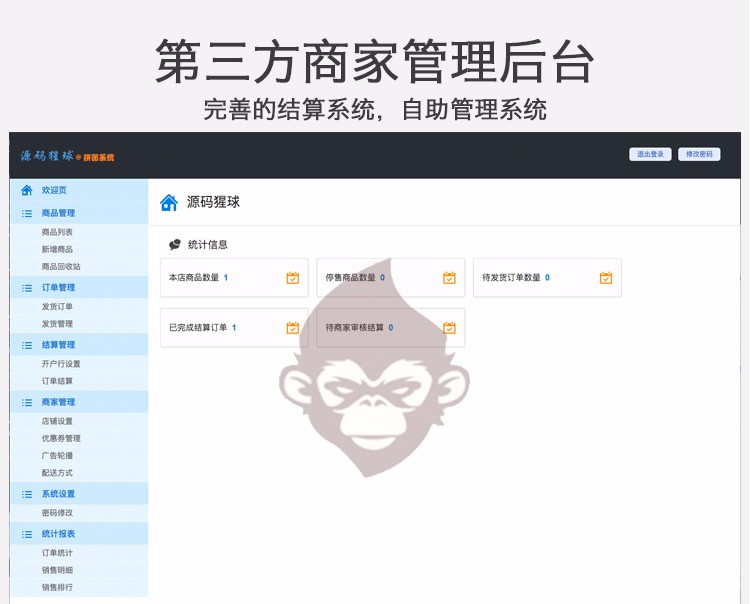 第三方商家管理后台
完善的结算系统，自助管理系统
源码猩球@拼团系统
退出登录
修改密码
欢迎页
商品管理
商品列表
新增商品
商品回收站
订单管理
发货订单
发货管理
结算管理
开户行设置
订单结算
商家管理
店铺设置
优惠券管理
广告轮播
配送方式
系统设置
密码修改
统计报表
订单统计
销售明细
销售排行
源码猩球
统计信息
本店商品数量 1
停售商品数量 0
待发货订单数量 0
已完成结算订单 1
待商家审核结算 0